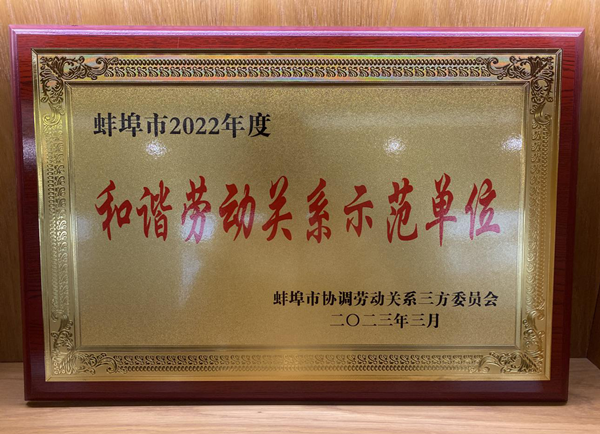 蚌埠市2022年度
和谐劳动关系示范单位
蚌埠市协调劳动关系三方委员会
二〇二三年三月